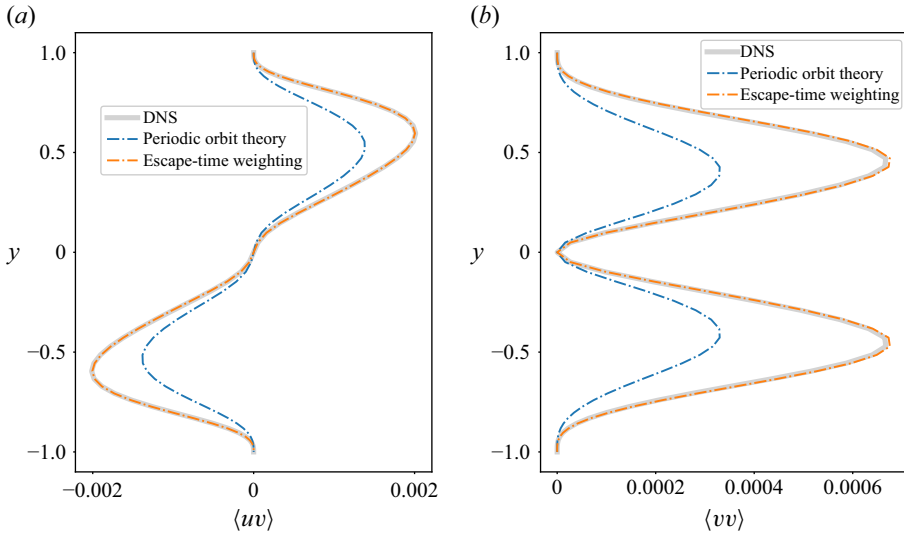 (a)
1.0
0.5
y
0
−0.5
−1.0
−0.002
0
0.002
⟨uv⟩
DNS
Periodic orbit theory
Escape-time weighting
(b)
1.0
0.5
y
0
−0.5
−1.0
0
0.0002
0.0004
0.0006
⟨vv⟩
DNS
Periodic orbit theory
Escape-time weighting